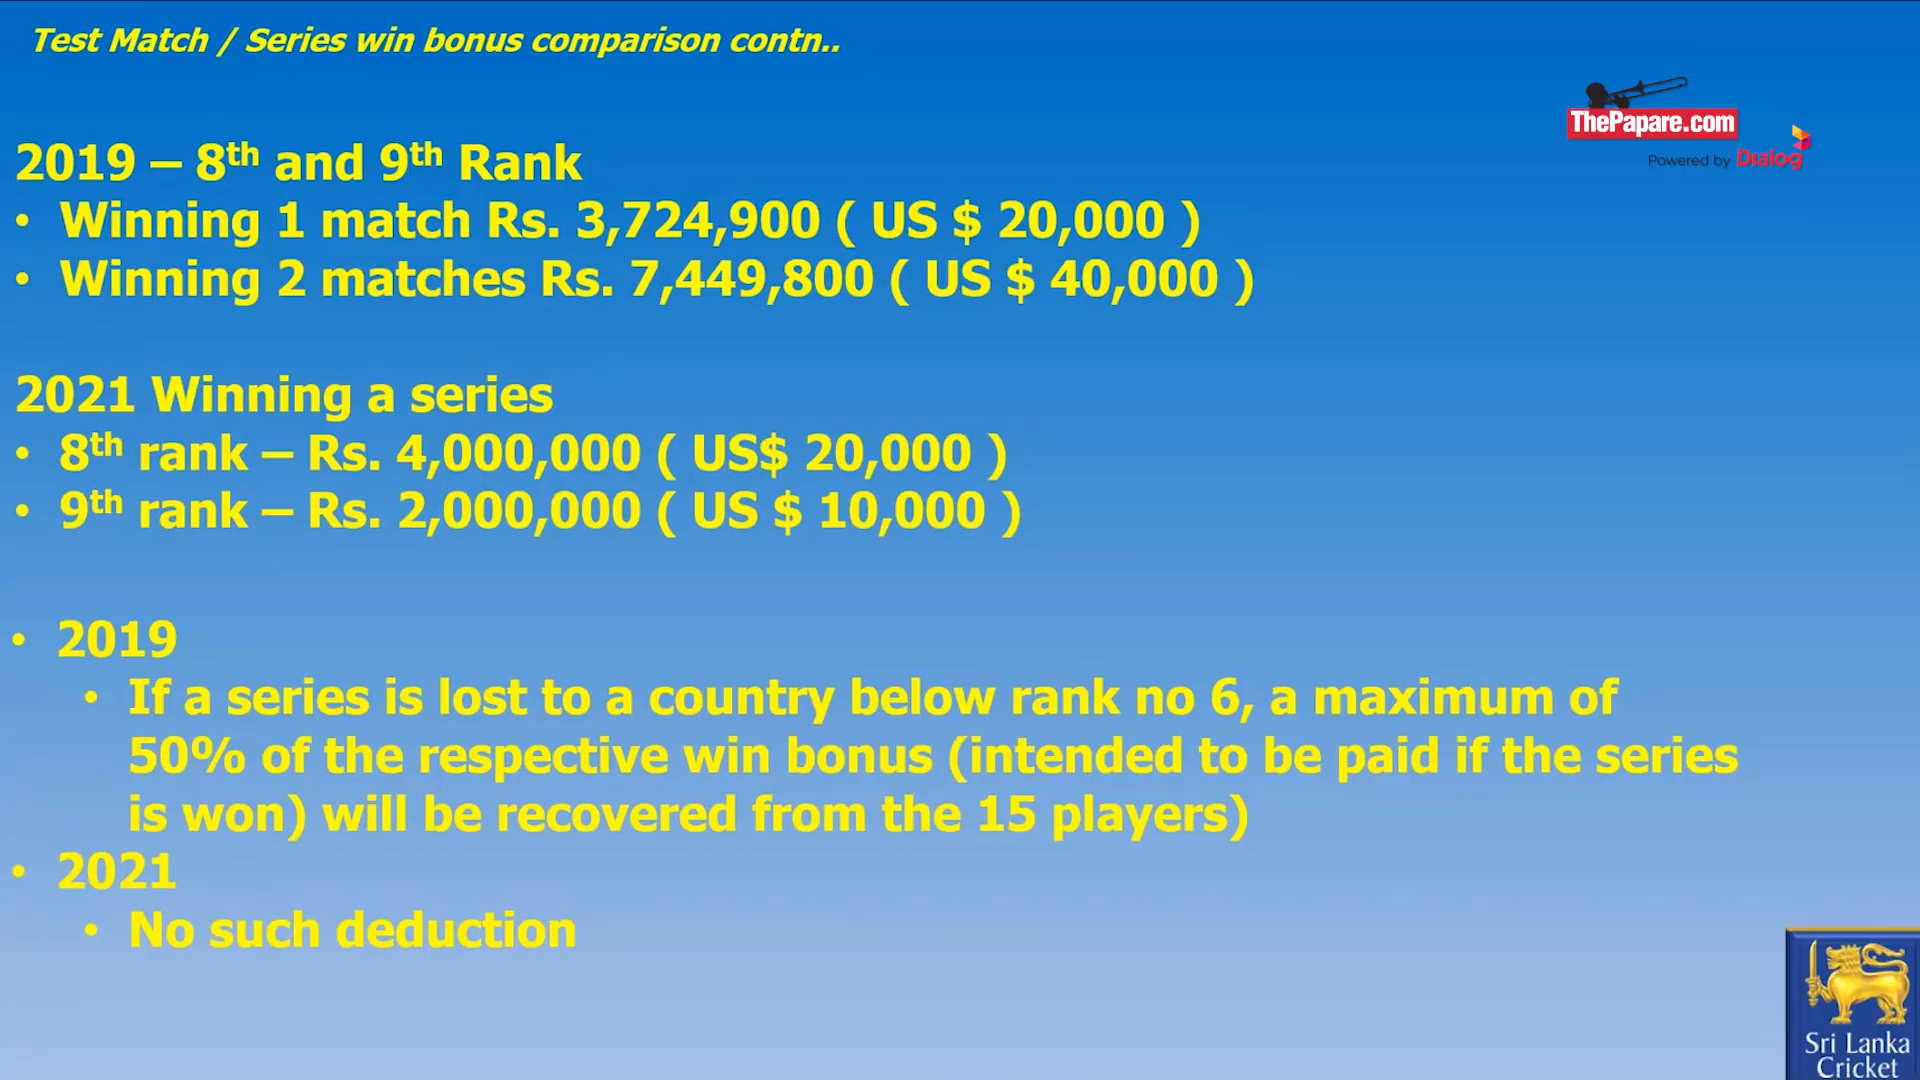 Test Match / Series win bonus comparison contn..
ThePapare.com
Powered by Dialog
2019 – 8th and 9th Rank
• Winning 1 match Rs. 3,724,900 ( US $ 20,000 )
• Winning 2 matches Rs. 7,449,800 ( US $ 40,000 )
2021 Winning a series
• 8th rank – Rs. 4,000,000 ( US$ 20,000 )
• 9th rank – Rs. 2,000,000 ( US $ 10,000 )
• 2019
• If a series is lost to a country below rank no 6, a maximum of
50% of the respective win bonus (intended to be paid if the series
is won) will be recovered from the 15 players)
• 2021
• No such deduction
Sri Lanka
Cricket